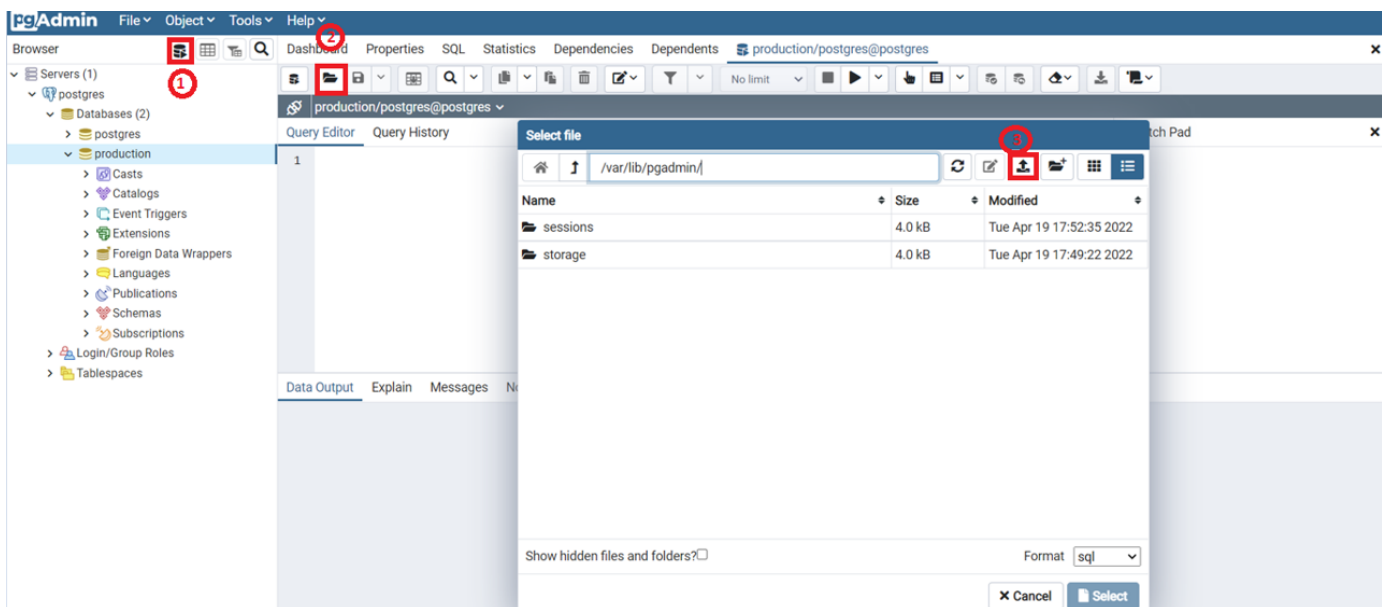 pgAdmin File Object Tools Help
Browser
1
2
Dashboard Properties SQL Statistics Dependencies Dependents production/postgres@postgres
Servers (1)
postgres
Databases (2)
postgres
production
Casts
Catalogs
Event Triggers
Extensions
Foreign Data Wrappers
Languages
Publications
Schemas
Subscriptions
Login/Group Roles
Tablespaces
No limit
production/postgres@postgres
Query Editor Query History
tch Pad
1
Select file
3
/var/lib/pgadmin/
Name Size Modified
sessions 4.0 kB Tue Apr 19 17:52:35 2022
storage 4.0 kB Tue Apr 19 17:49:22 2022
Show hidden files and folders? Format sql
Cancel Select
Data Output Explain Messages